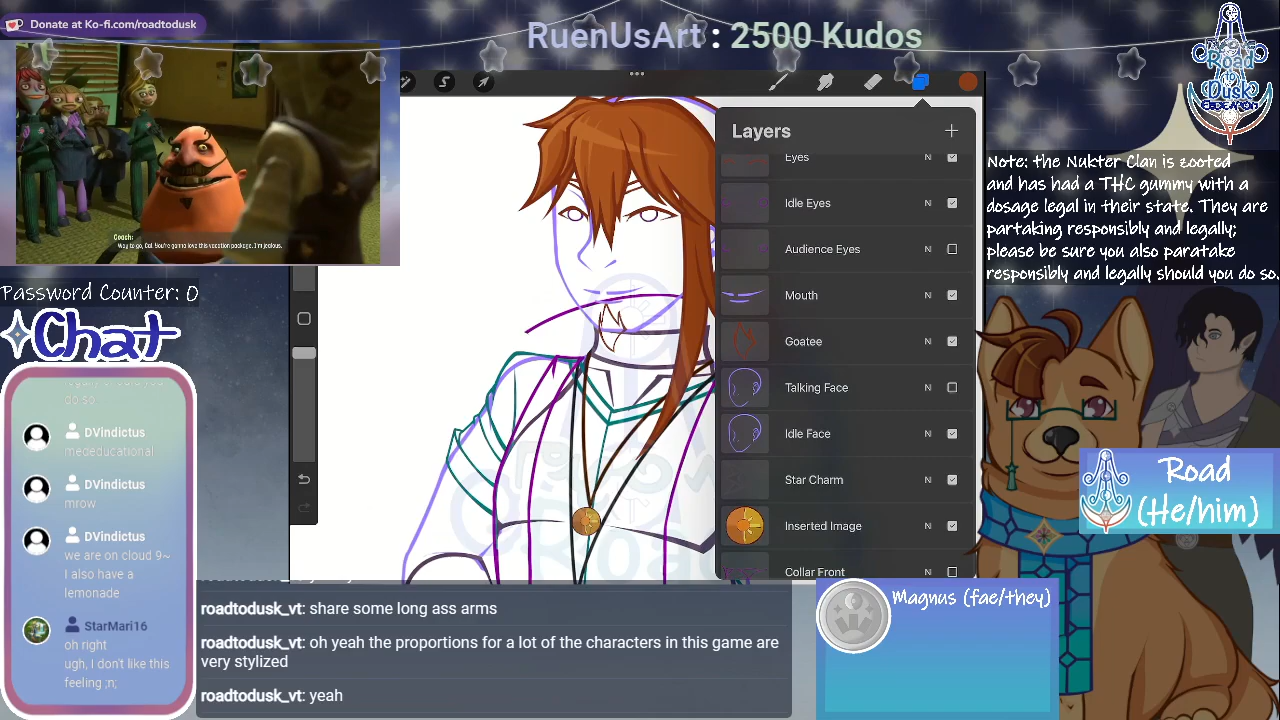 Donate at Ko-fi.com/roadtodusk
RuenUsArt : 2500 Kudos
Road
to
Dusk
Coach:
Way to go, Cal. You're gonna love this vacation package. I'm jealous.
Layers
Eyes N
Idle Eyes N
Audience Eyes N
Mouth N
Goatee N
Talking Face N
Idle Face N
Star Charm N
Inserted Image N
Collar Front N
Note: the Nukter Clan is zooted
and has had a THC gummy with a
dosage legal in their state. They are
partaking responsibly and legally;
please be sure you also paratake
responsibly and legally should you do so.
Password Counter: 0
Chat
do so
DVindictus
mededucational
DVindictus
mrow
DVindictus
we are on cloud 9~
I also have a
lemonade
StarMari16
oh right
ugh, I don't like this
feeling ;n;
roadtodusk_vt: share some long ass arms
roadtodusk_vt: oh yeah the proportions for a lot of the characters in this game are
very stylized
roadtodusk_vt: yeah
Road
(He/him)
Magnus (fae/they)